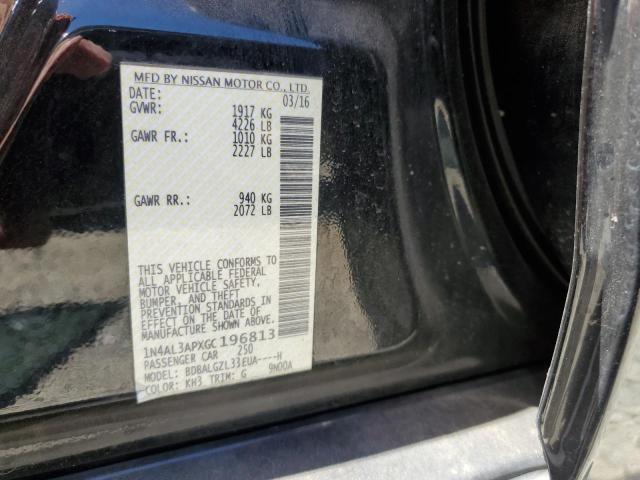 MFD BY NISSAN MOTOR CO., LTD.
DATE: 03/16
GVWR: 1917 KG
4226 LB
GAWR FR.: 1010 KG
2227 LB
GAWR RR.: 940 KG
2072 LB
THIS VEHICLE CONFORMS TO
ALL APPLICABLE FEDERAL
MOTOR VEHICLE SAFETY,
BUMPER, AND THEFT
PREVENTION STANDARDS IN
EFFECT ON THE DATE OF
MANUFACTURE SHOWN ABOVE.
1N4AL3APXGC196813
PASSENGER CAR 250
MODEL: BDBALGZL33EUA----H
COLOR: KH3 TRIM: G 9N00A